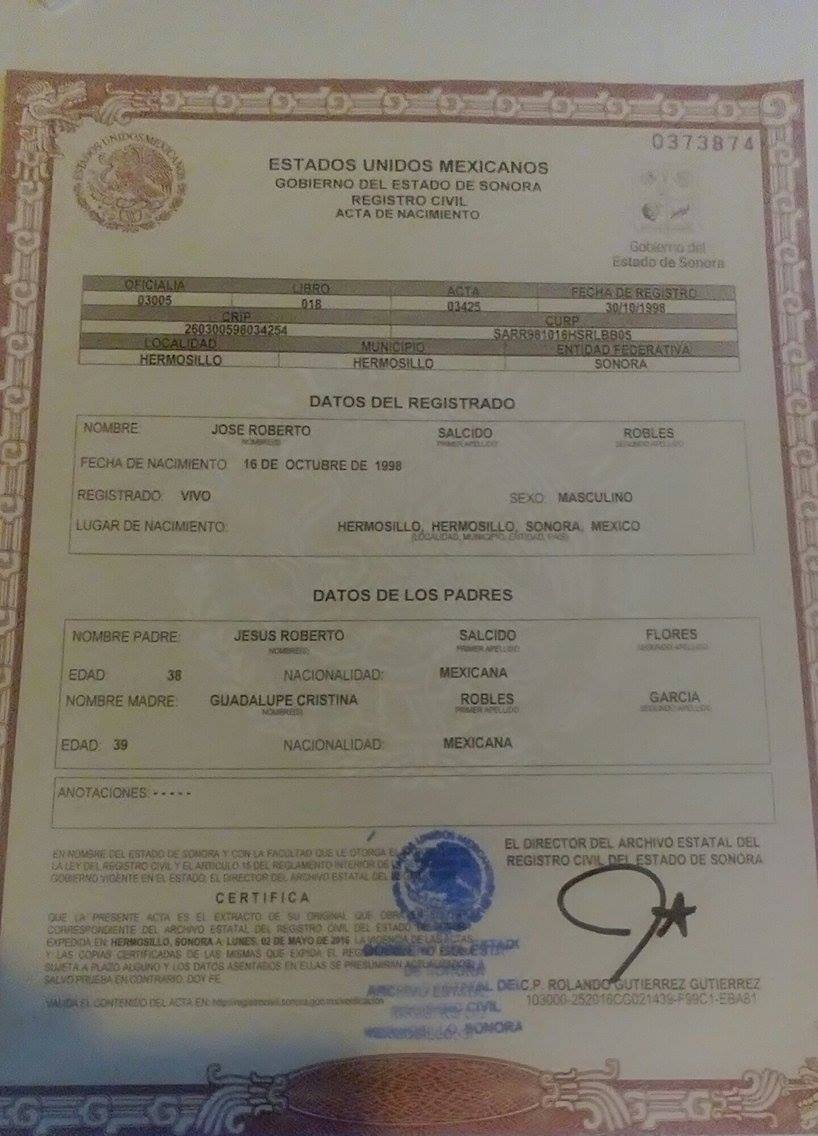 0373874
ESTADOS UNIDOS MEXICANOS
ESTADOS UNIDOS MEXICANOS
GOBIERNO DEL ESTADO DE SONORA
REGISTRO CIVIL
ACTA DE NACIMIENTO
Gobierno del
Estado de Sonora
OFICIALIA LIBRO ACTA FECHA DE REGISTRO
03005 018 03425 30/10/1998
CRIP CURP
260300598034254 SARR981016HSRLBB05
LOCALIDAD MUNICIPIO ENTIDAD FEDERATIVA
HERMOSILLO HERMOSILLO SONORA
DATOS DEL REGISTRADO
NOMBRE: JOSE ROBERTO SALCIDO ROBLES
NOMBRE(S) PRIMER APELLIDO SEGUNDO APELLIDO
FECHA DE NACIMIENTO: 16 DE OCTUBRE DE 1998
REGISTRADO: VIVO SEXO: MASCULINO
LUGAR DE NACIMIENTO: HERMOSILLO, HERMOSILLO, SONORA, MEXICO
(LOCALIDAD, MUNICIPIO, ENTIDAD, PAIS)
DATOS DE LOS PADRES
NOMBRE PADRE: JESUS ROBERTO SALCIDO FLORES
NOMBRE(S) PRIMER APELLIDO SEGUNDO APELLIDO
EDAD: 38 NACIONALIDAD: MEXICANA
NOMBRE MADRE: GUADALUPE CRISTINA ROBLES GARCIA
NOMBRE(S) PRIMER APELLIDO SEGUNDO APELLIDO
EDAD: 39 NACIONALIDAD: MEXICANA
ANOTACIONES: - - - - -
EN NOMBRE DEL ESTADO DE SONORA Y CON LA FACULTAD QUE LE OTORGA
LA LEY DEL REGISTRO CIVIL Y EL ARTICULO 15 DEL REGLAMENTO INTERIOR DE
GOBIERNO VIGENTE EN EL ESTADO, EL DIRECTOR DEL ARCHIVO ESTATAL DEL
CERTIFICA
QUE LA PRESENTE ACTA ES EL EXTRACTO DE SU ORIGINAL QUE OBRA
CORRESPONDIENTE DEL ARCHIVO ESTATAL DEL REGISTRO CIVIL DEL ESTADO
EXPEDIDA EN: HERMOSILLO, SONORA A: LUNES, 02 DE MAYO DE 2016 LA VIGENCIA DE LAS ACTAS
Y LAS COPIAS CERTIFICADAS DE LAS MISMAS QUE EXPIDA EL
SUJETA A PLAZO ALGUNO Y LOS DATOS ASENTADOS EN ELLAS SE PRESUMIRAN
SALVO PRUEBA EN CONTRARIO. DOY FE.
VALIDA EL CONTENIDO DEL ACTA EN: http://registrocivil.sonora.gob.mx/verificacion
EL DIRECTOR DEL ARCHIVO ESTATAL DEL
REGISTRO CIVIL DEL ESTADO DE SONORA
C.P. ROLANDO GUTIERREZ GUTIERREZ
103000-252016CG021439-F99C1-EBA81
ARCHIVO ESTATAL DEL
REGISTRO CIVIL
HERMOSILLO, SONORA